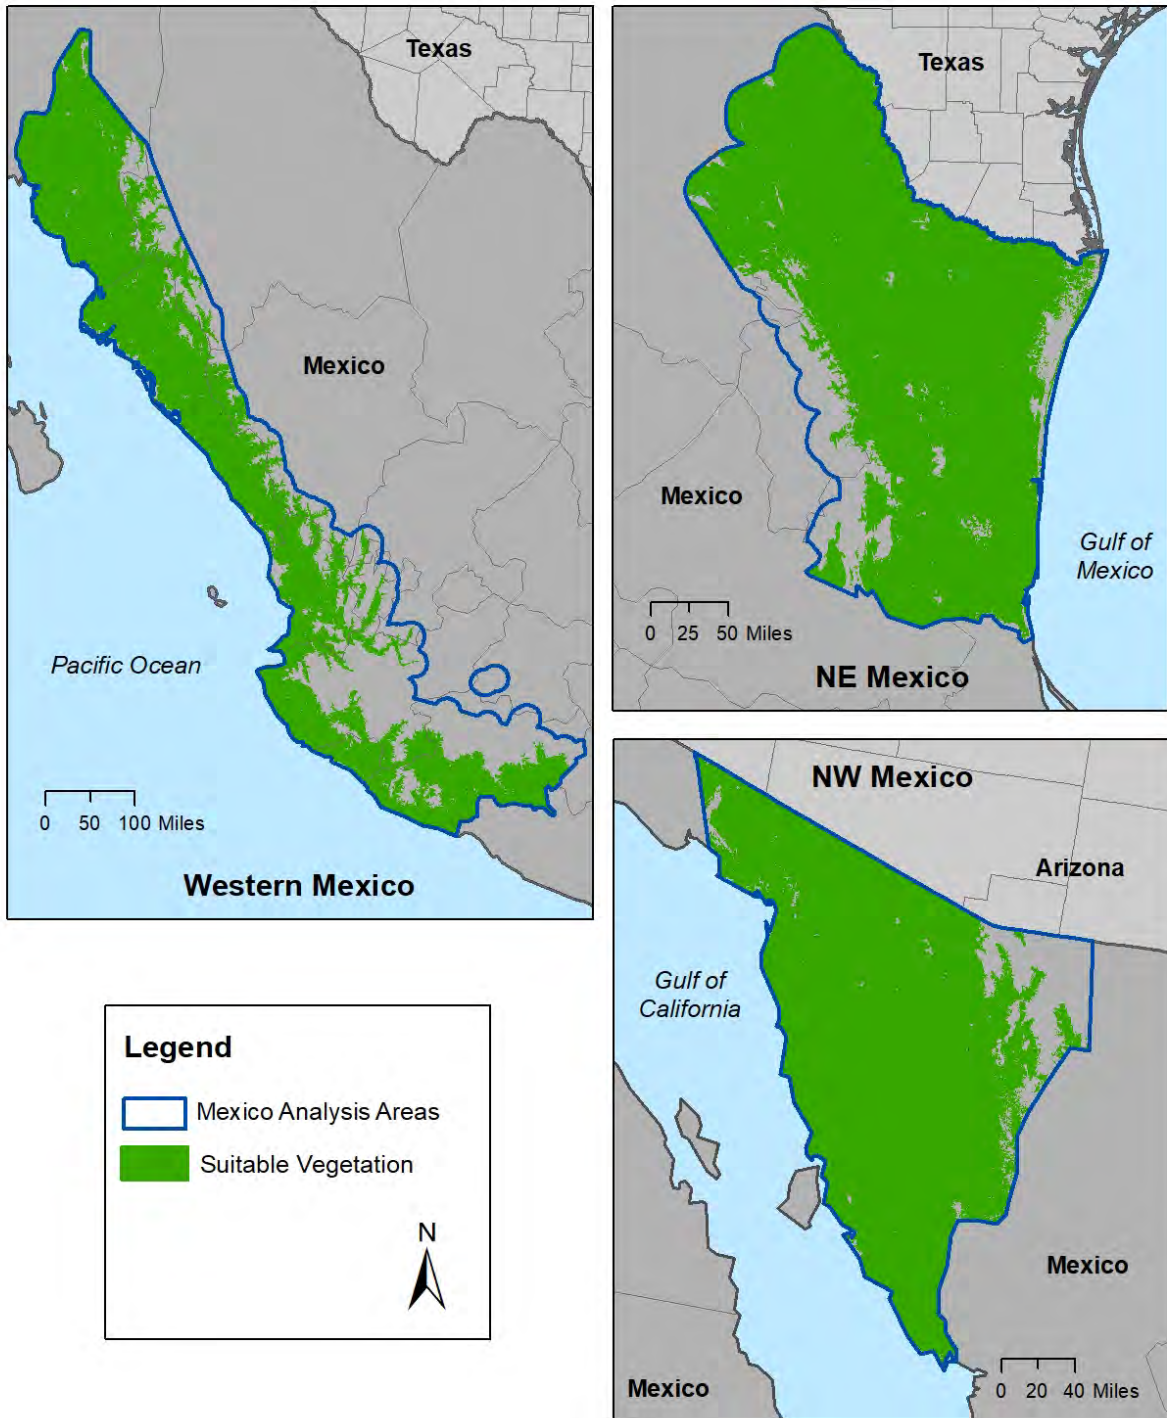 Texas
Mexico
Pacific Ocean
0 50 100 Miles
Western Mexico
Texas
Mexico
Gulf of
Mexico
0 25 50 Miles
NE Mexico
NW Mexico
Arizona
Gulf of
California
Mexico
Mexico
0 20 40 Miles
Legend
Mexico Analysis Areas
Suitable Vegetation
N